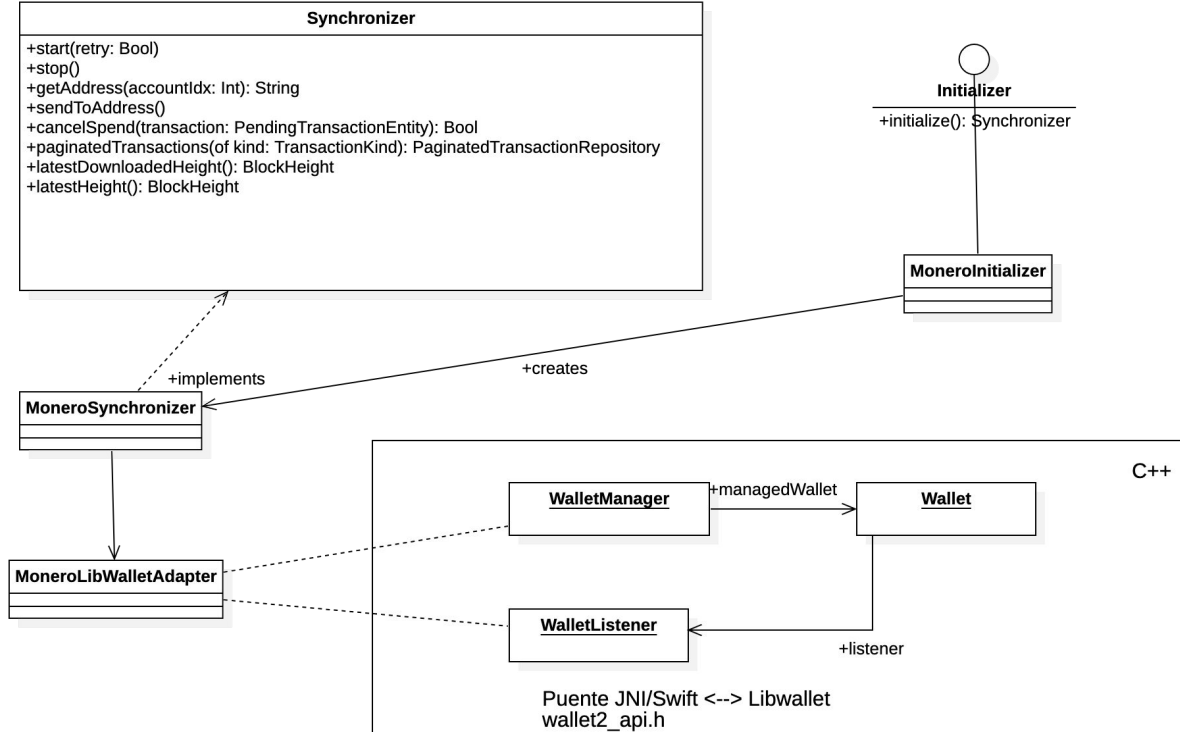 Synchronizer
+start(retry: Bool)
+stop()
+getAddress(accountIdx: Int): String
+sendToAddress()
+cancelSpend(transaction: PendingTransactionEntity): Bool
+paginatedTransactions(of kind: TransactionKind): PaginatedTransactionRepository
+latestDownloadedHeight(): BlockHeight
+latestHeight(): BlockHeight
Initializer
+initialize(): Synchronizer
MoneroInitializer
+implements
+creates
MoneroSynchronizer
C++
WalletManager
+managedWallet
Wallet
MoneroLibWalletAdapter
WalletListener
+listener
Puente JNI/Swift <--> Libwallet
wallet2_api.h